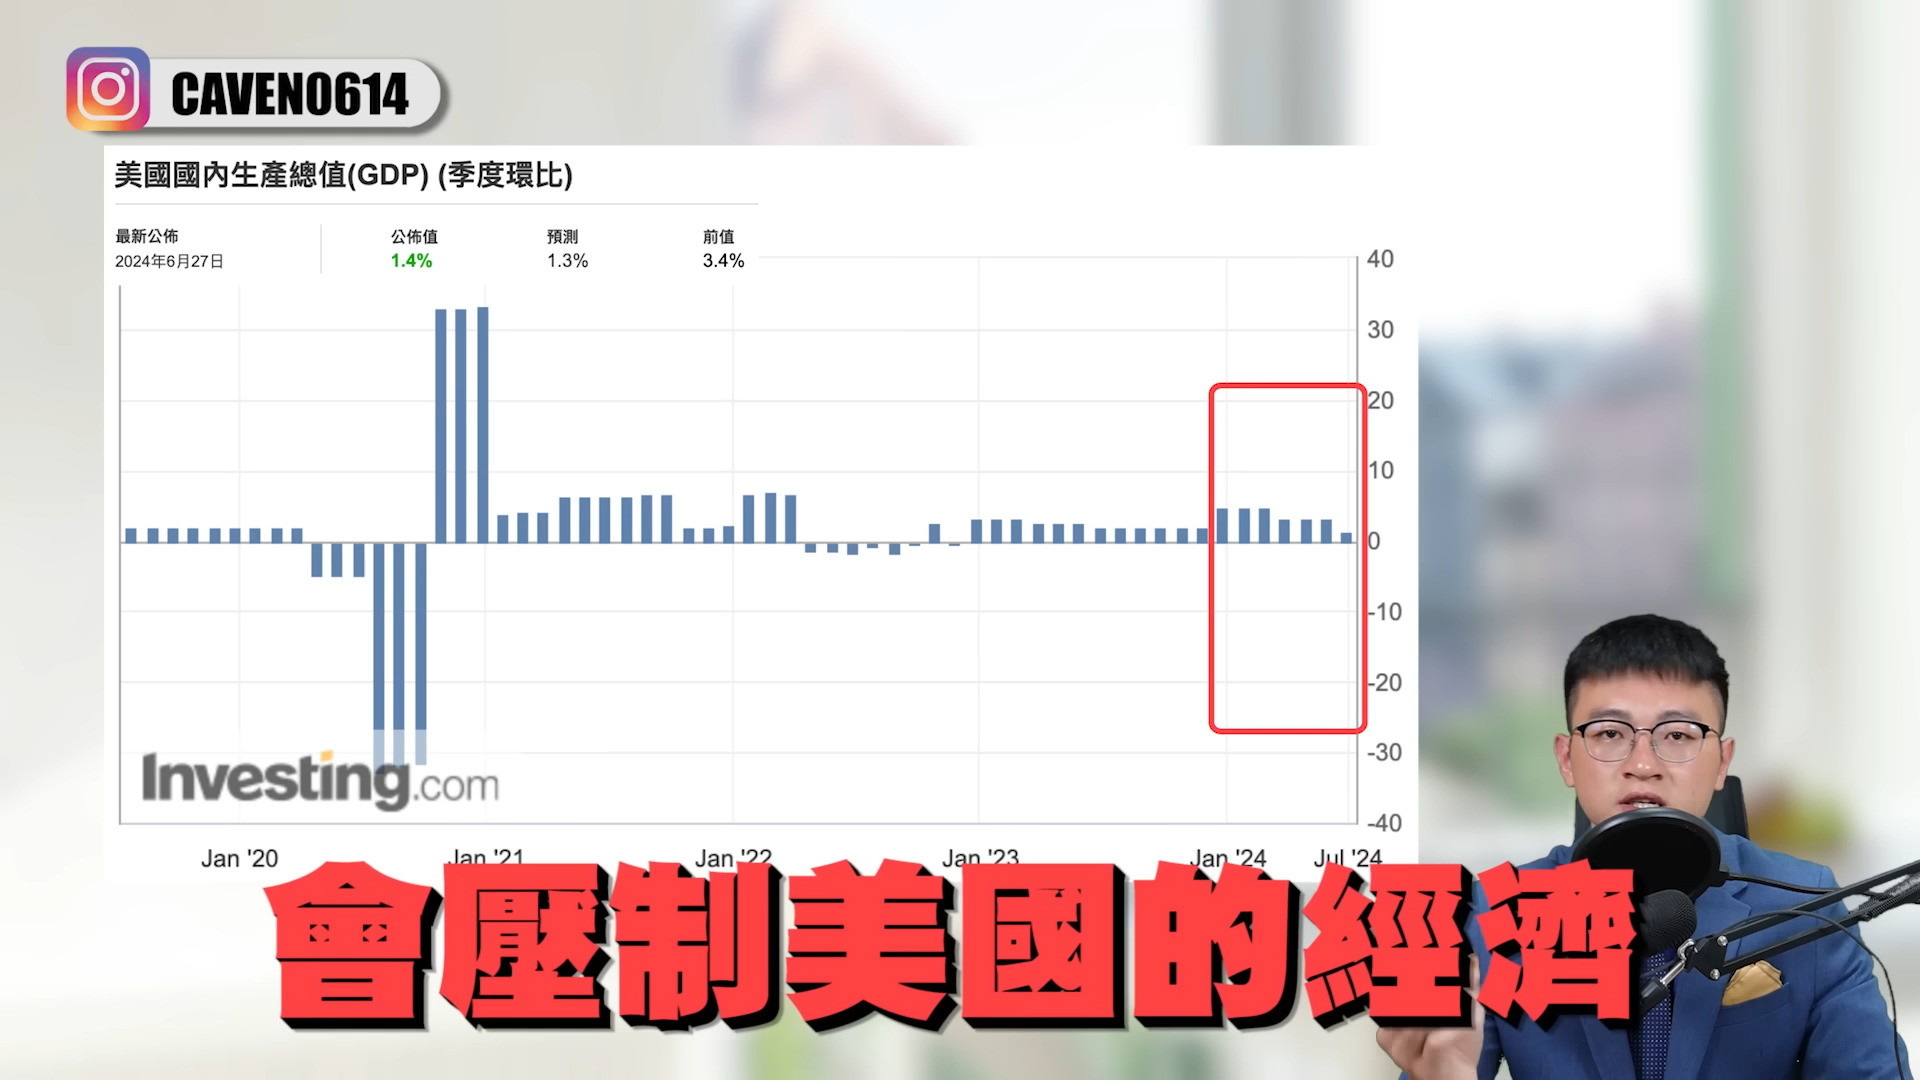 CAVEN0614
美國國內生產總值(GDP) (季度環比)
最新公佈 公佈值 預測 前值
2024年6月27日 1.4% 1.3% 3.4%
40
30
20
10
0
-10
-20
-30
-40
Investing.com
Jan '20 Jan '21 Jan '22 Jan '23 Jan '24 Jul '24
會壓制美國的經濟